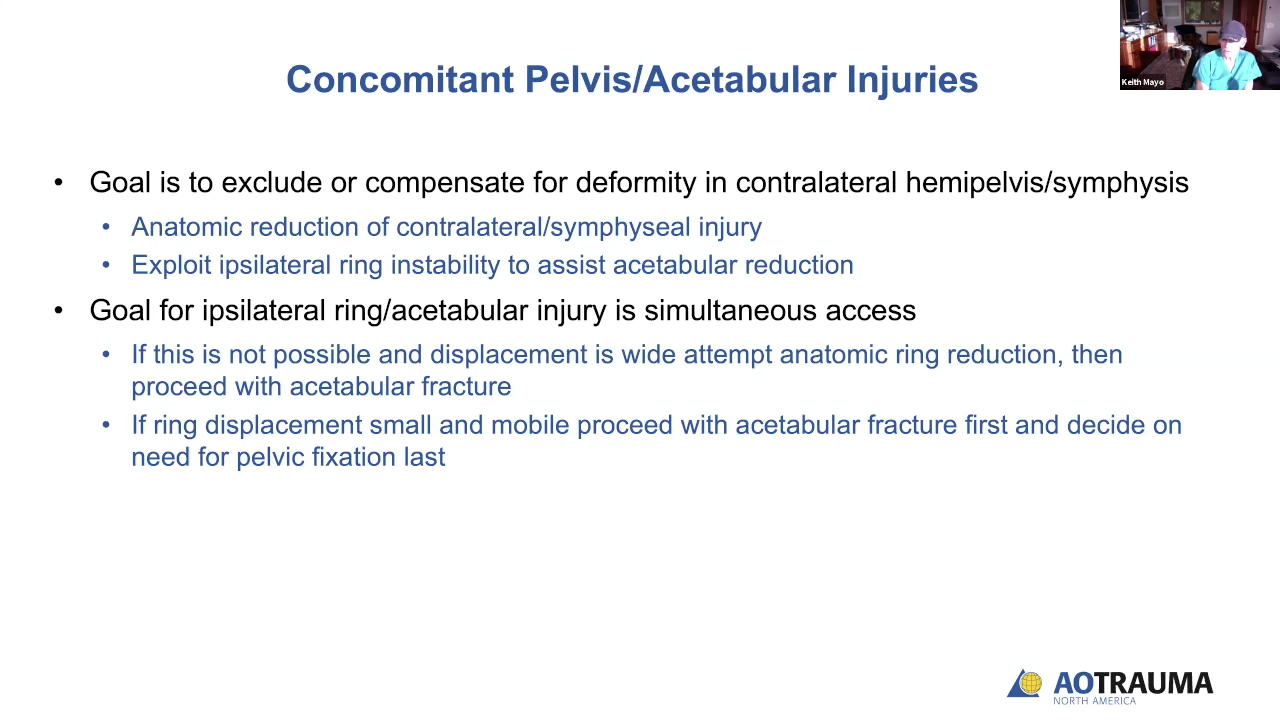 Keith Mayo
Concomitant Pelvis/Acetabular Injuries
• Goal is to exclude or compensate for deformity in contralateral hemipelvis/symphysis
• Anatomic reduction of contralateral/symphyseal injury
• Exploit ipsilateral ring instability to assist acetabular reduction
• Goal for ipsilateral ring/acetabular injury is simultaneous access
• If this is not possible and displacement is wide attempt anatomic ring reduction, then
proceed with acetabular fracture
• If ring displacement small and mobile proceed with acetabular fracture first and decide on
need for pelvic fixation last
AOTRAUMA
NORTH AMERICA